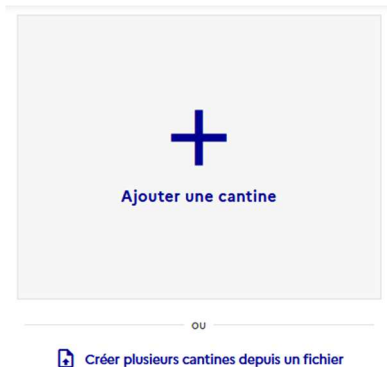 Ajouter une cantine
ou
Créer plusieurs cantines depuis un fichier